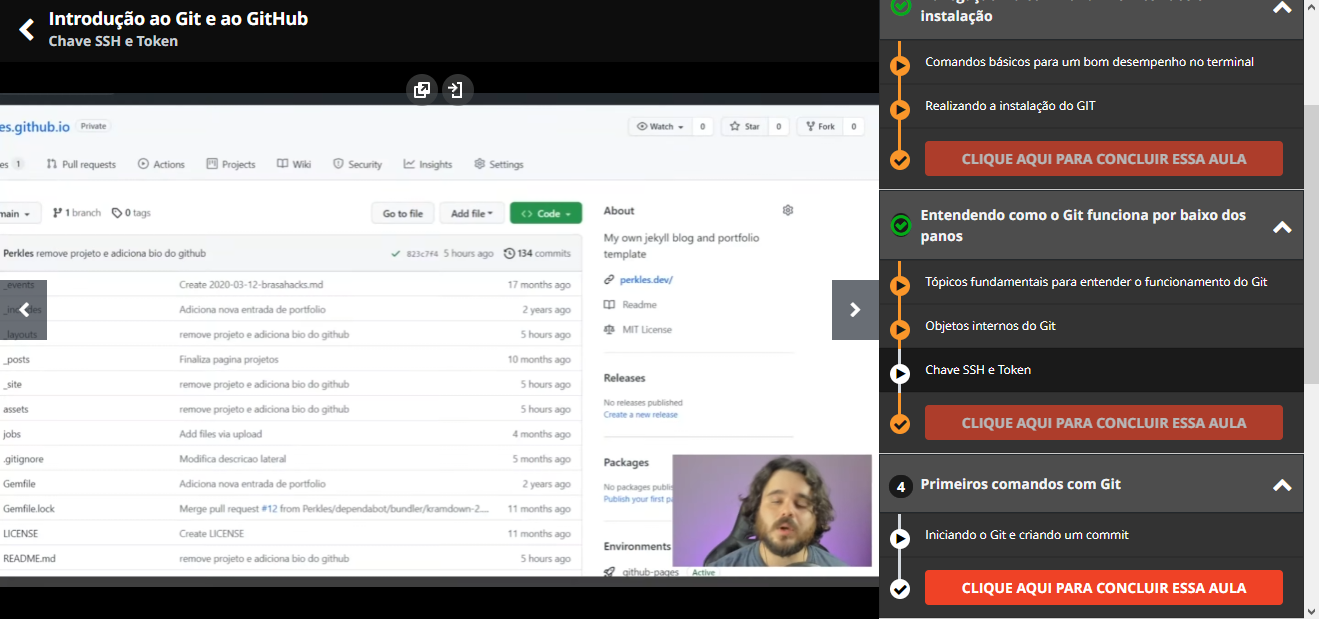 Introdução ao Git e ao GitHub
Chave SSH e Token
es.github.io Private
Watch 0 Star 0 Fork 0
es 1 Pull requests Actions Projects Wiki Security Insights Settings
main 1 branch 0 tags Go to file Add file Code
Perkles remove projeto e adiciona bio do github 823c7f4 5 hours ago 134 commits
_events Create 2020-03-12-brasahacks.md 17 months ago
_includes Adiciona nova entrada de portfolio 2 years ago
_layouts remove projeto e adiciona bio do github 5 hours ago
_posts Finaliza pagina projetos 10 months ago
_site remove projeto e adiciona bio do github 5 hours ago
assets remove projeto e adiciona bio do github 5 hours ago
jobs Add files via upload 4 months ago
.gitignore Modifica descricao lateral 5 months ago
Gemfile Adiciona nova entrada de portfolio 2 years ago
Gemfile.lock Merge pull request #12 from Perkles/dependabot/bundler/kramdown-2.... 11 months ago
LICENSE Create LICENSE 11 months ago
README.md remove projeto e adiciona bio do github 5 hours ago
About
My own jekyll blog and portfolio
template
perkles.dev/
Readme
MIT License
Releases
No releases published
Create a new release
Packages
No packages publis
Publish your first pa
Environments
github-pages Active
instalação
Comandos básicos para um bom desempenho no terminal
Realizando a instalação do GIT
CLIQUE AQUI PARA CONCLUIR ESSA AULA
Entendendo como o Git funciona por baixo dos
panos
Tópicos fundamentais para entender o funcionamento do Git
Objetos internos do Git
Chave SSH e Token
CLIQUE AQUI PARA CONCLUIR ESSA AULA
4 Primeiros comandos com Git
Iniciando o Git e criando um commit
CLIQUE AQUI PARA CONCLUIR ESSA AULA